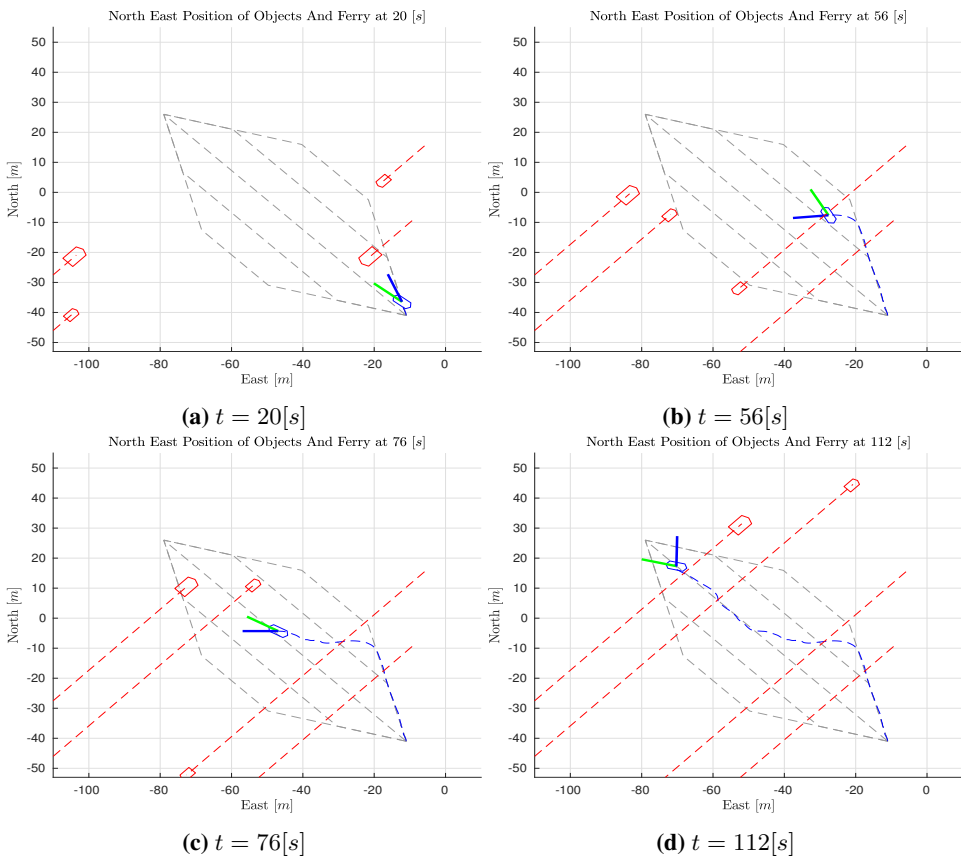 North East Position of Objects And Ferry at 20 [s]
50
40
30
20
10
0
-10
-20
-30
-40
-50
North [m]
-100 -80 -60 -40 -20 0
East [m]
(a) t = 20[s]
North East Position of Objects And Ferry at 56 [s]
50
40
30
20
10
0
-10
-20
-30
-40
-50
North [m]
-100 -80 -60 -40 -20 0
East [m]
(b) t = 56[s]
North East Position of Objects And Ferry at 76 [s]
50
40
30
20
10
0
-10
-20
-30
-40
-50
North [m]
-100 -80 -60 -40 -20 0
East [m]
(c) t = 76[s]
North East Position of Objects And Ferry at 112 [s]
50
40
30
20
10
0
-10
-20
-30
-40
-50
North [m]
-100 -80 -60 -40 -20 0
East [m]
(d) t = 112[s]